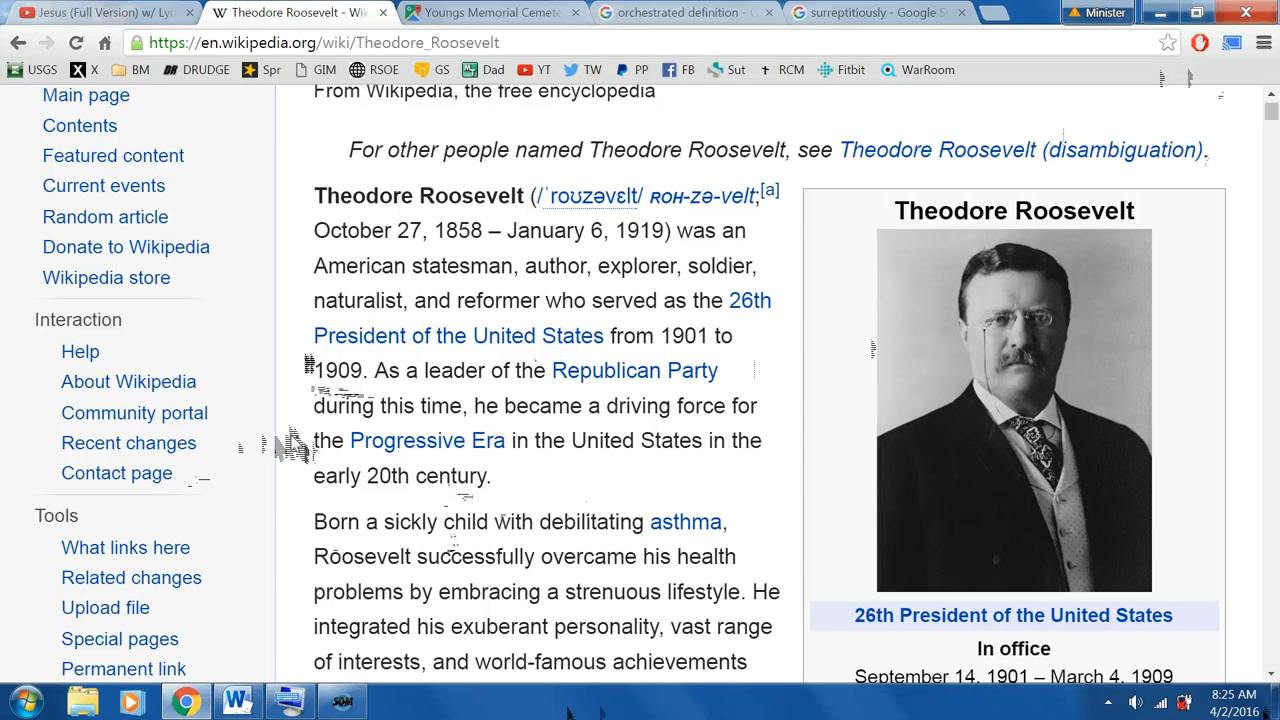 Jesus (Full Version) w/ Lyr
Theodore Roosevelt - Wik
Youngs Memorial Cemete
orchestrated definition - G
surreptitiously - Google S
Minister
https://en.wikipedia.org/wiki/Theodore_Roosevelt
USGS X BM DRUDGE Spr GIM RSOE GS Dad YT TW PP FB Sut RCM Fitbit WarRoom
Main page
Contents
Featured content
Current events
Random article
Donate to Wikipedia
Wikipedia store
Interaction
Help
About Wikipedia
Community portal
Recent changes
Contact page
Tools
What links here
Related changes
Upload file
Special pages
Permanent link
From Wikipedia, the free encyclopedia
For other people named Theodore Roosevelt, see Theodore Roosevelt (disambiguation).
Theodore Roosevelt (/ˈroʊzəvɛlt/ ROH-zə-velt;[a]
October 27, 1858 – January 6, 1919) was an
American statesman, author, explorer, soldier,
naturalist, and reformer who served as the 26th
President of the United States from 1901 to
1909. As a leader of the Republican Party
during this time, he became a driving force for
the Progressive Era in the United States in the
early 20th century.
Born a sickly child with debilitating asthma,
Roosevelt successfully overcame his health
problems by embracing a strenuous lifestyle. He
integrated his exuberant personality, vast range
of interests, and world-famous achievements
Theodore Roosevelt
26th President of the United States
In office
September 14, 1901 – March 4, 1909
8:25 AM
4/2/2016